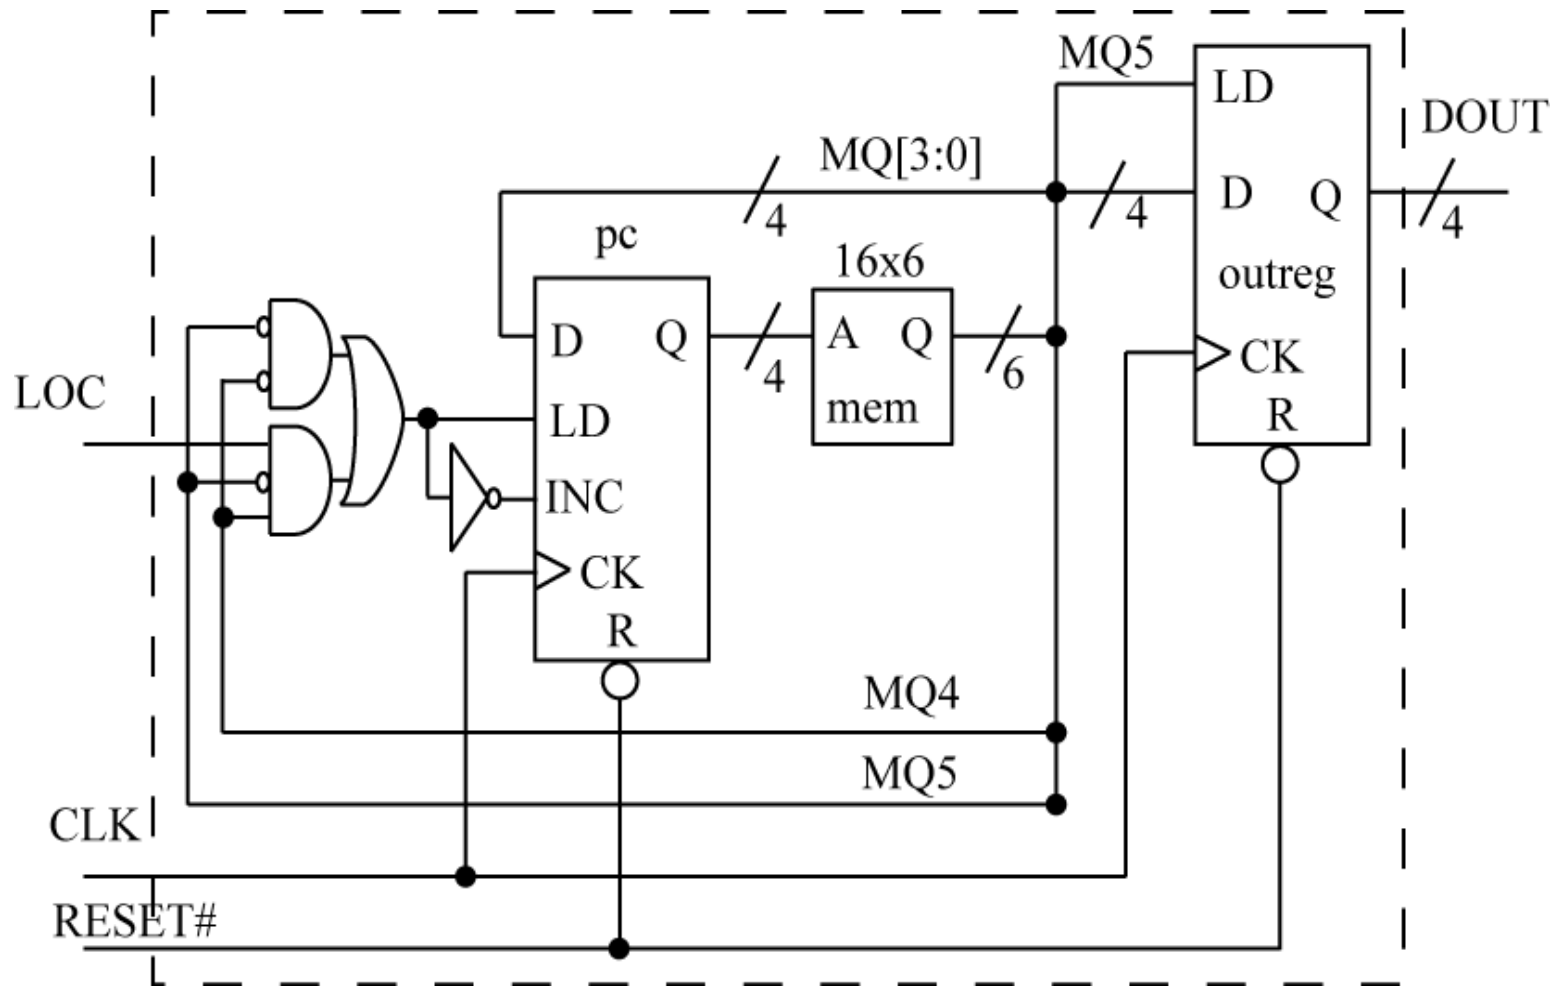 MQ5
LD
DOUT
MQ[3:0]
4
4
D
Q
4
pc
16x6
outreg
D
Q
4
A
Q
6
CK
LOC
LD
mem
R
INC
CK
R
MQ4
MQ5
CLK
RESET#